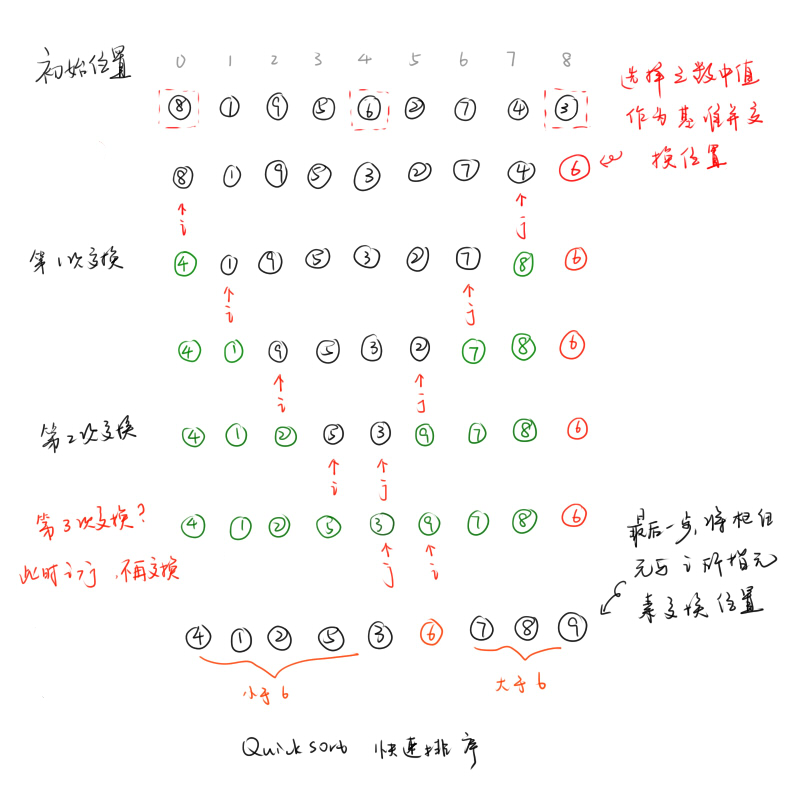 初始位置 0 1 2 3 4 5 6 7 8
8 1 9 5 6 2 7 4 3
选择三数中值
作为基准并交
换位置
8 1 9 5 3 2 7 4 6
i j
第1次交换 4 1 9 5 3 2 7 8 6
i j
4 1 9 5 3 2 7 8 6
i j
第2次交换 4 1 2 5 3 9 7 8 6
i j
第3次交换? 4 1 2 5 3 9 7 8 6
此时i>j,不再交换
j i
最后一步,将枢纽
元与i所指元
素交换位置
4 1 2 5 3 6 7 8 9
小于6 大于6
Quicksort 快速排序